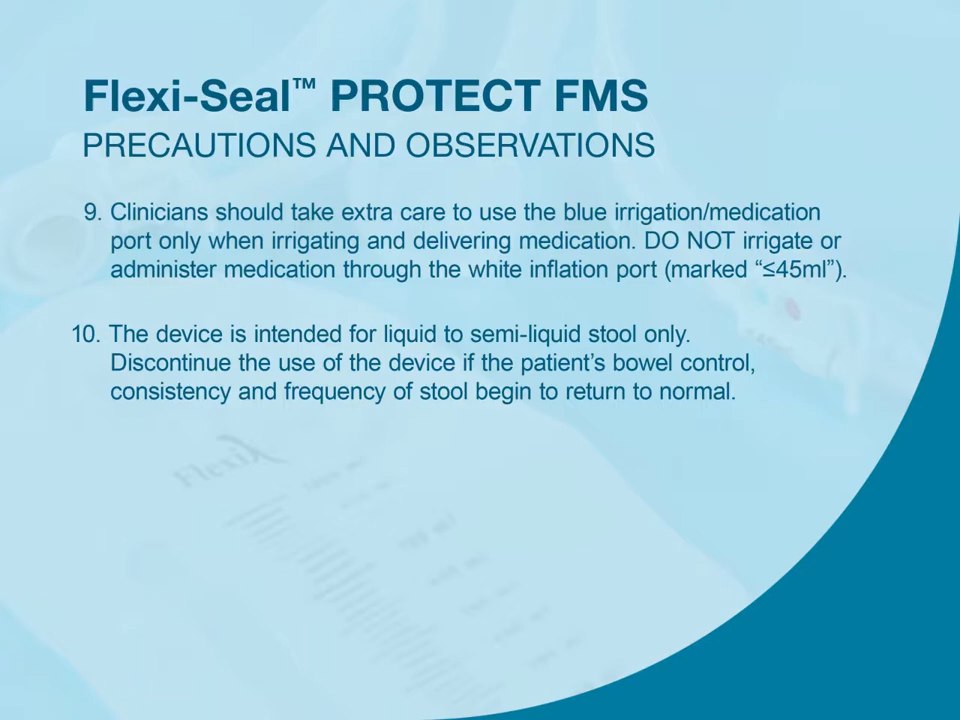 Flexi-Seal™ PROTECT FMS
PRECAUTIONS AND OBSERVATIONS
9. Clinicians should take extra care to use the blue irrigation/medication
port only when irrigating and delivering medication. DO NOT irrigate or
administer medication through the white inflation port (marked “≤45ml”).
10. The device is intended for liquid to semi-liquid stool only.
Discontinue the use of the device if the patient’s bowel control,
consistency and frequency of stool begin to return to normal.